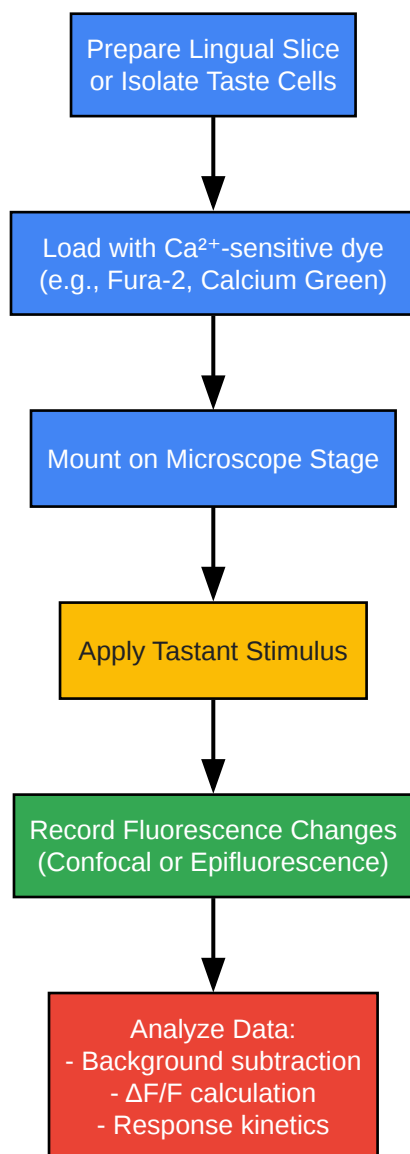 Prepare Lingual Slice
or Isolate Taste Cells
Load with Ca²⁺-sensitive dye
(e.g., Fura-2, Calcium Green)
Mount on Microscope Stage
Apply Tastant Stimulus
Record Fluorescence Changes
(Confocal or Epifluorescence)
Analyze Data:
- Background subtraction
- ΔF/F calculation
- Response kinetics